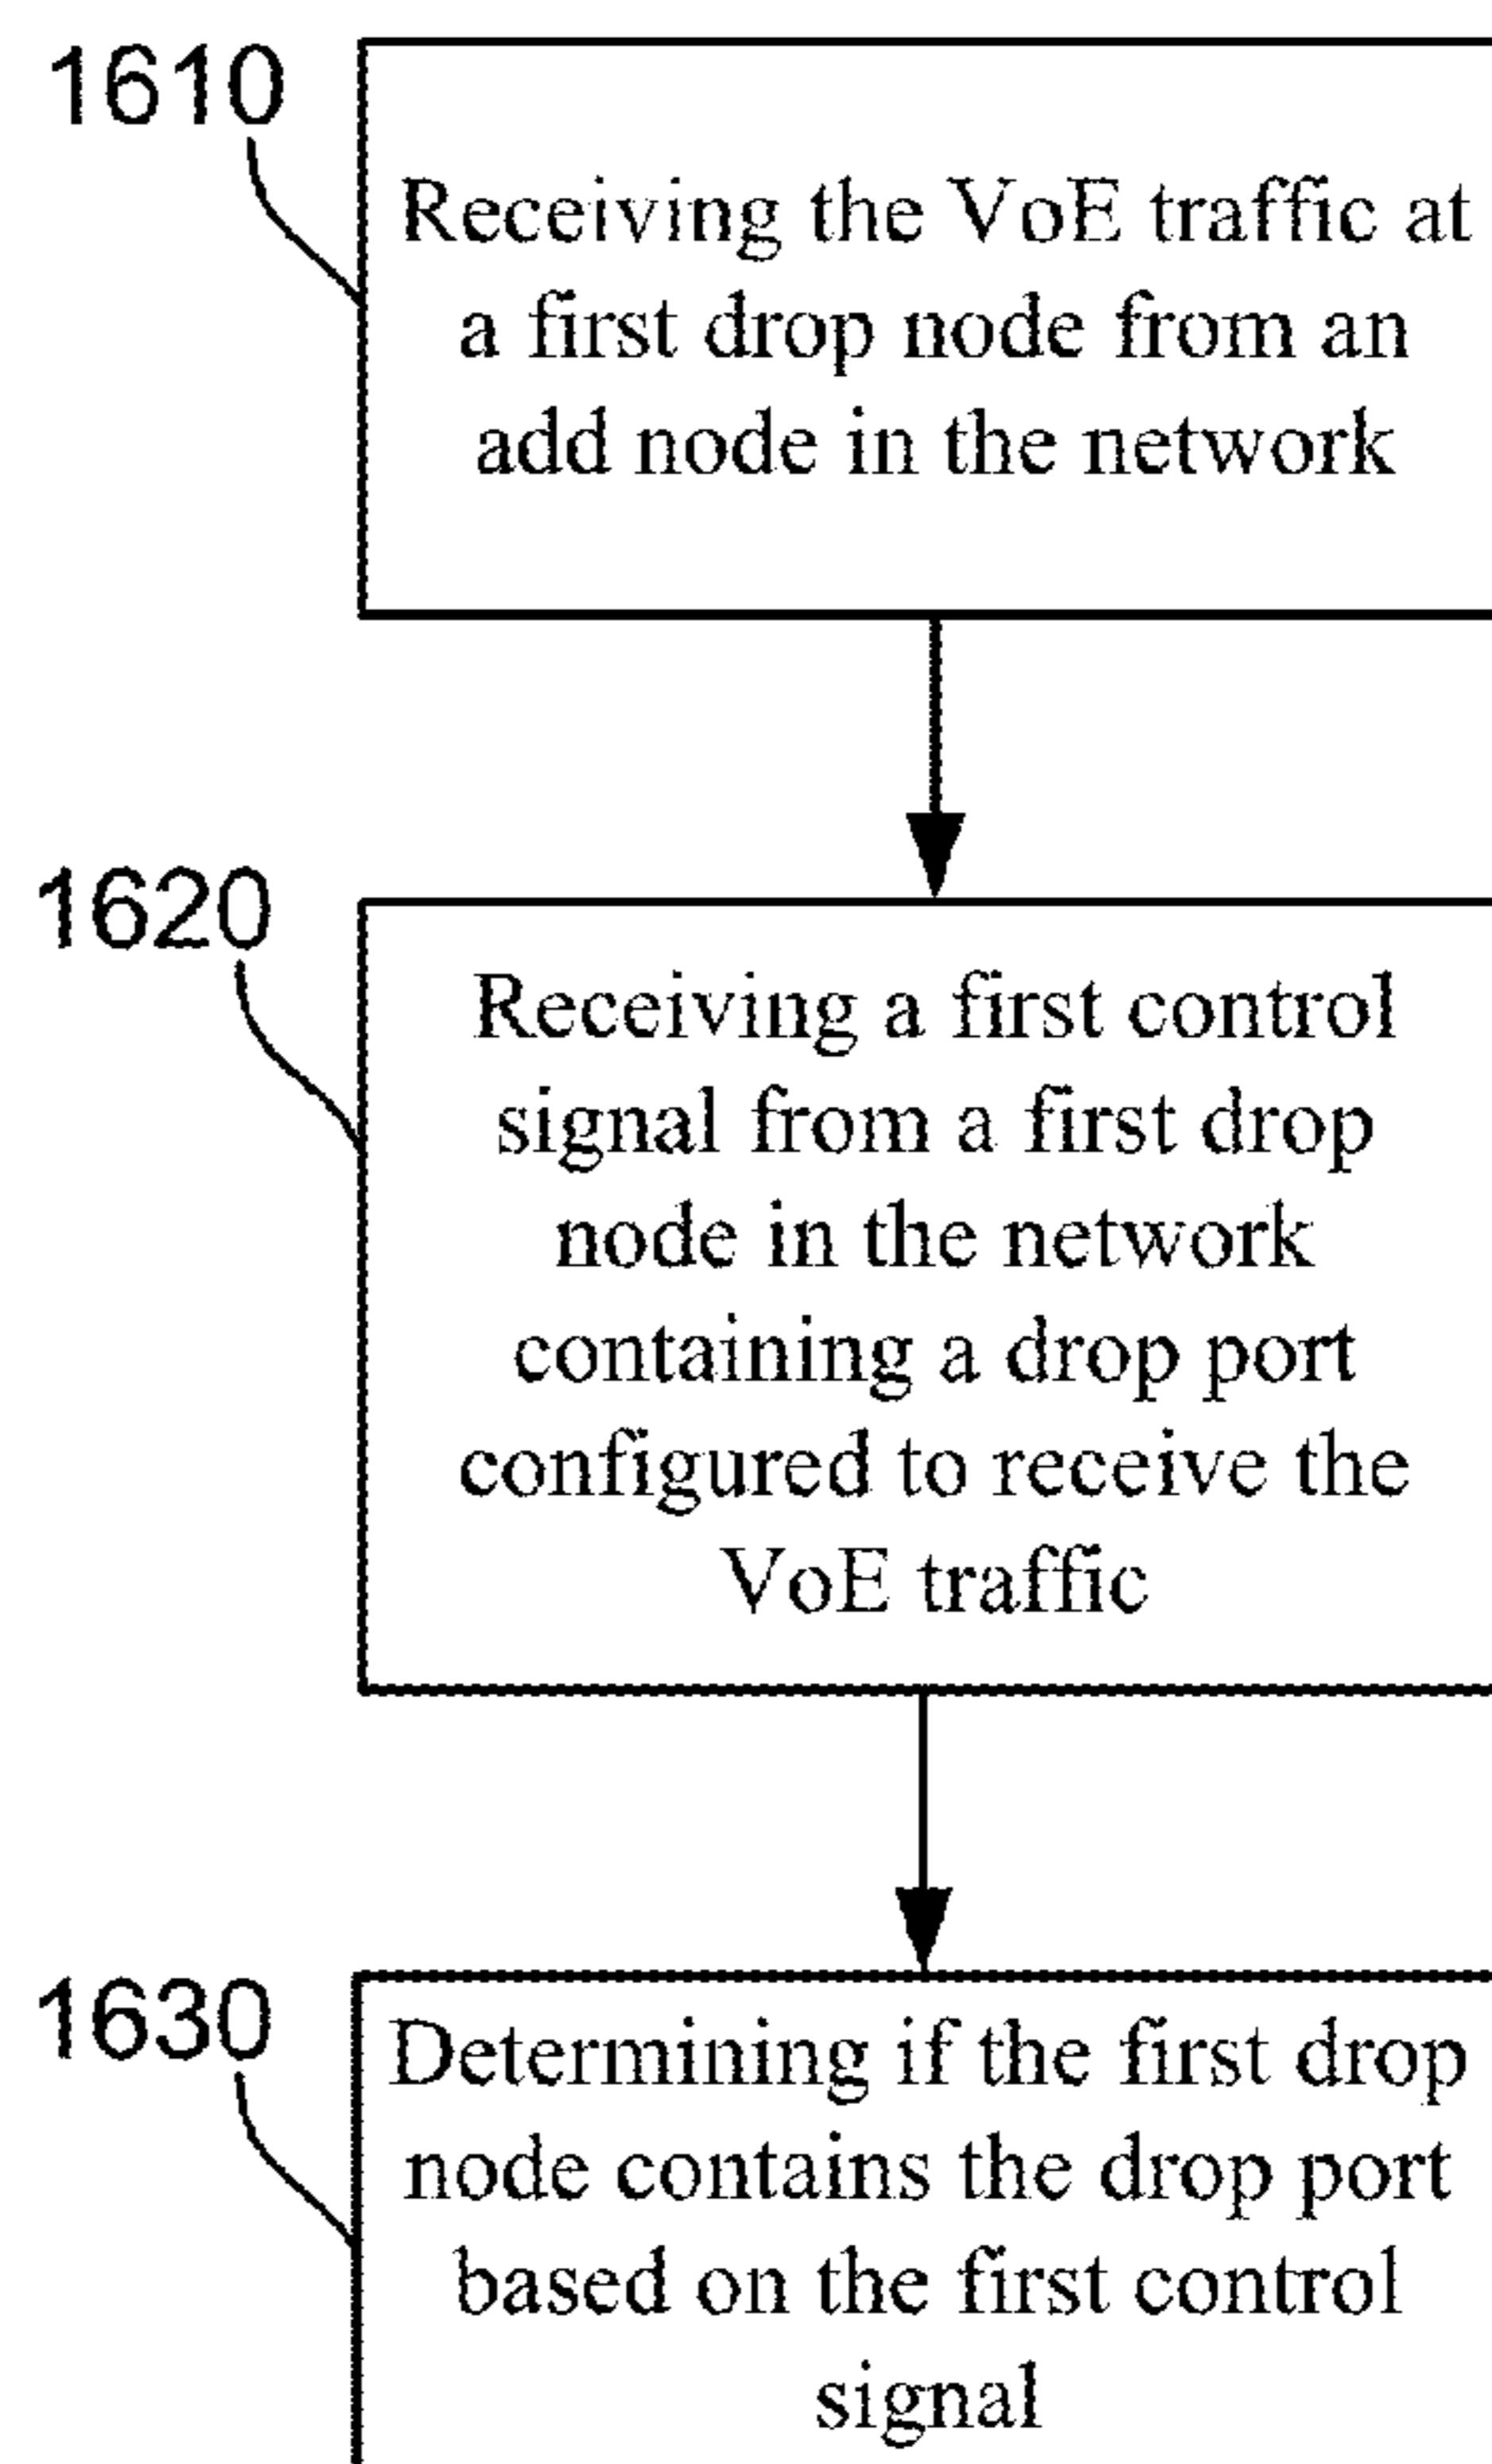 1610
Receiving the VoE traffic at
a first drop node from an
add node in the network
1620
Receiving a first control
signal from a first drop
node in the network
containing a drop port
configured to receive the
VoE traffic
1630
Determining if the first drop
node contains the drop port
based on the first control
signal